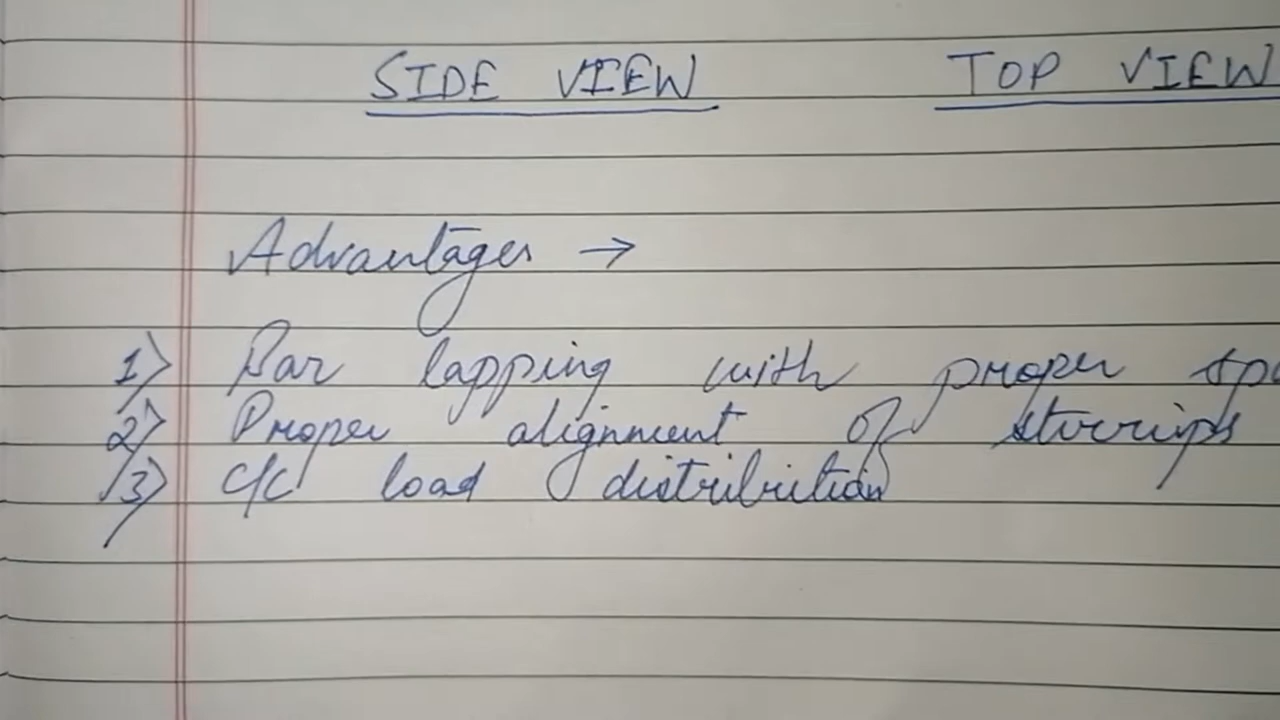 SIDE VIEW TOP VIEW
Advantages →
1) Bar lapping with proper
2) Proper alignment of stirrups
3) c/c load distribution